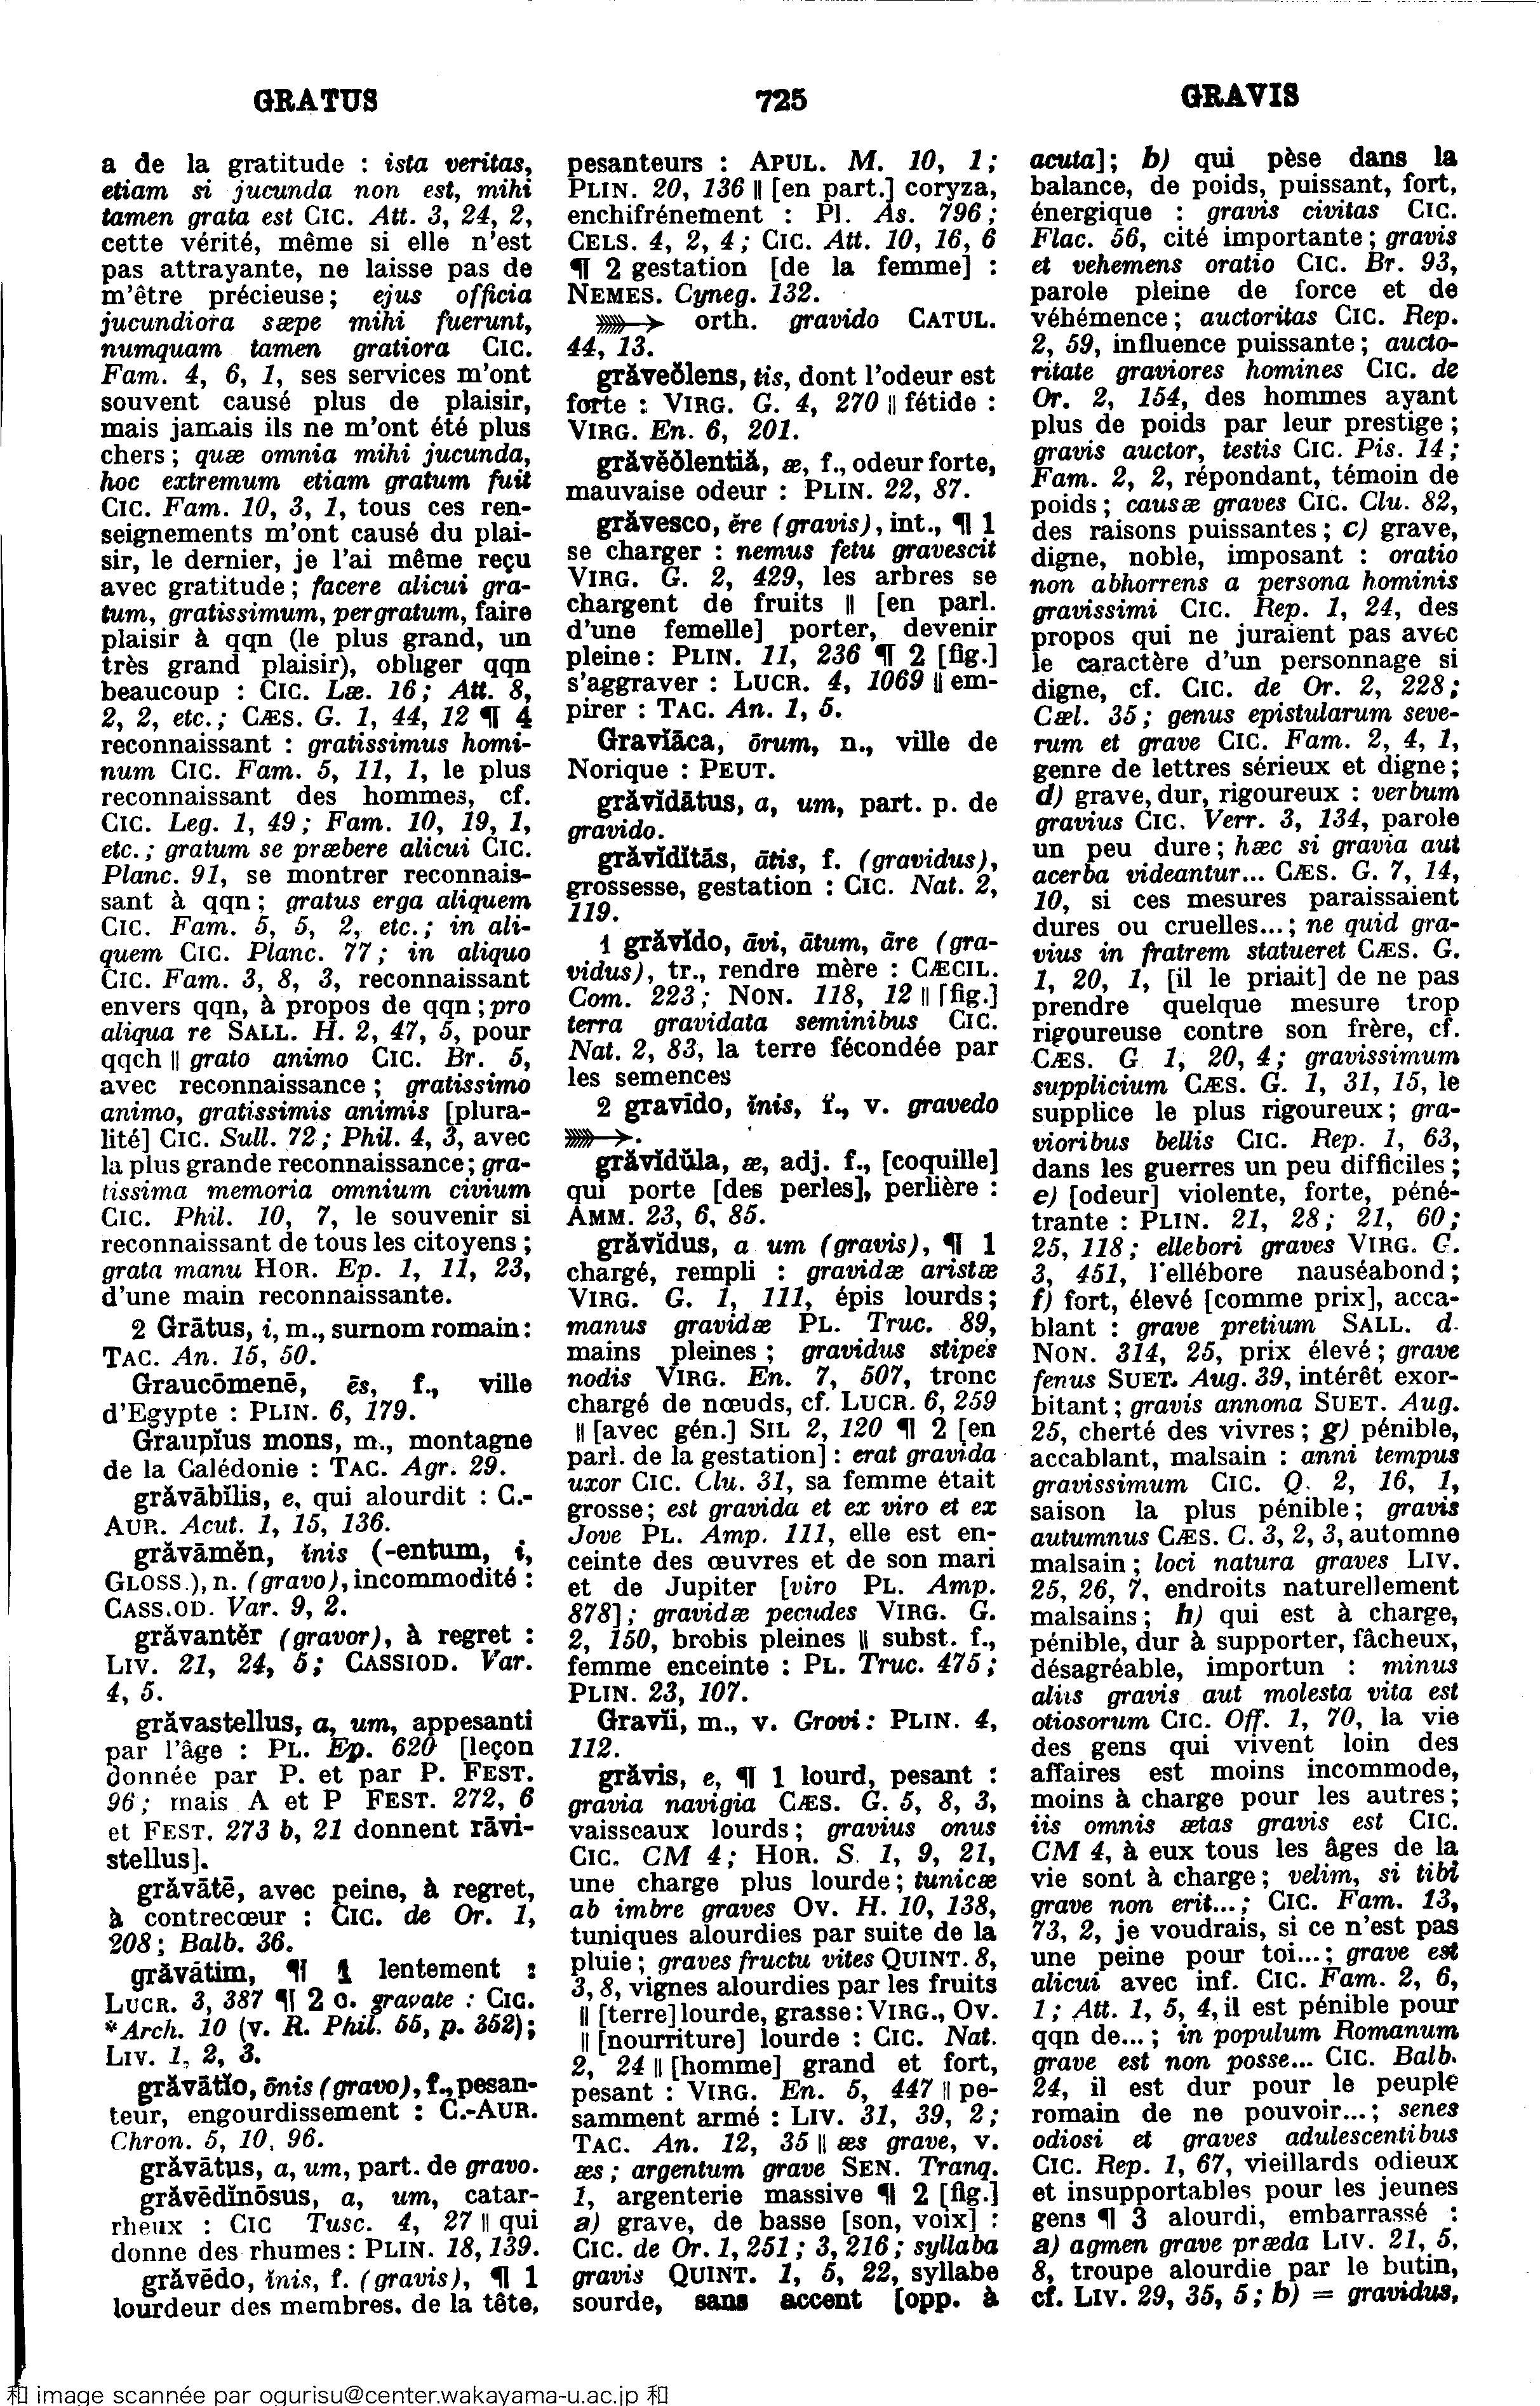 GRATUS
725
GRAVIS
a de la gratitude : ista veritas,
etiam si jucunda non est, mihi
tamen grata est CIC. Att. 3, 24, 2,
cette vérité, même si elle n'est
pas attrayante, ne laisse pas de
m'être précieuse ; ejus officia
jucundiora sæpe mihi fuerunt,
numquam tamen gratiora CIC.
Fam. 4, 6, 1, ses services m'ont
souvent causé plus de plaisir,
mais jamais ils ne m'ont été plus
chers ; quæ omnia mihi jucunda,
hoc extremum etiam gratum fuit
CIC. Fam. 10, 3, 1, tous ces ren-
seignements m'ont causé du plai-
sir, le dernier, je l'ai même reçu
avec gratitude ; facere alicui gra-
tum, gratissimum, pergratum, faire
plaisir à qqn (le plus grand, un
très grand plaisir), obliger qqn
beaucoup : CIC. Læ. 16 ; Att. 8,
2, 2, etc. ; CÆS. G. 1, 44, 12 ¶ 4
reconnaissant : gratissimus homi-
num CIC. Fam. 5, 11, 1, le plus
reconnaissant des hommes, cf.
CIC. Leg. 1, 49 ; Fam. 10, 19, 1,
etc. ; gratum se præbere alicui CIC.
Planc. 91, se montrer reconnais-
sant à qqn ; gratus erga aliquem
CIC. Fam. 5, 5, 2, etc. ; in ali-
quem CIC. Planc. 77 ; in aliquo
CIC. Fam. 3, 8, 3, reconnaissant
envers qqn, à propos de qqn ; pro
aliqua re SALL. H. 2, 47, 5, pour
qqch || grato animo CIC. Br. 5,
avec reconnaissance ; gratissimo
animo, gratissimis animis [plura-
lité] CIC. Sull. 72 ; Phil. 4, 3, avec
la plus grande reconnaissance ; gra-
tissima memoria omnium civium
CIC. Phil. 10, 7, le souvenir si
reconnaissant de tous les citoyens ;
grata manu HOR. Ep. 1, 11, 23,
d'une main reconnaissante.
2 Grātus, i, m., surnom romain :
TAC. An. 15, 50.
Graucōmenē, ēs, f., ville
d'Egypte : PLIN. 6, 179.
Graupĭus mons, m., montagne
de la Calédonie : TAC. Agr. 29.
grăvābĭlis, e, qui alourdit : C.-
AUR. Acut. 1, 15, 136.
grăvāmĕn, ĭnis (-entum, i,
GLOSS.), n. (gravo), incommodité :
CASS.OD. Var. 9, 2.
grăvantĕr (gravor), à regret :
LIV. 21, 24, 5 ; CASSIOD. Var.
4, 5.
grăvastellus, a, um, appesanti
par l'âge : PL. Ep. 620 [leçon
donnée par P. et par P. FEST.
96 ; mais A et P FEST. 272, 6
et FEST. 273 b, 21 donnent rāvi-
stellus].
grăvātē, avec peine, à regret,
à contrecœur : CIC. de Or. 1,
208 ; Balb. 36.
grăvātim, ¶ 1 lentement :
LUCR. 3, 387 ¶ 2 c. gravate : CIC.
*Arch. 10 (v. R. Phil. 55, p. 352) ;
LIV. 1, 2, 3.
grăvātĭo, ōnis (gravo), f., pesan-
teur, engourdissement : C.-AUR.
Chron. 5, 10, 96.
grăvātus, a, um, part. de gravo.
grăvēdĭnōsus, a, um, catar-
rheux : CIC Tusc. 4, 27 || qui
donne des rhumes : PLIN. 18, 139.
grăvēdo, ĭnis, f. (gravis), ¶ 1
lourdeur des membres, de la tête,
pesanteurs : APUL. M. 10, 1 ;
PLIN. 20, 136 || [en part.] coryza,
enchifrénement : Pl. As. 796 ;
CELS. 4, 2, 4 ; CIC. Att. 10, 16, 6
¶ 2 gestation [de la femme] :
NEMES. Cyneg. 132.
➳ orth. gravido CATUL.
44, 13.
grăveŏlens, tis, dont l'odeur est
forte : VIRG. G. 4, 270 || fétide :
VIRG. En. 6, 201.
grăvĕŏlentiă, æ, f., odeur forte,
mauvaise odeur : PLIN. 22, 87.
grăvesco, ĕre (gravis), int., ¶ 1
se charger : nemus fetu gravescit
VIRG. G. 2, 429, les arbres se
chargent de fruits || [en parl.
d'une femelle] porter, devenir
pleine : PLIN. 11, 236 ¶ 2 [fig.]
s'aggraver : LUCR. 4, 1069 || em-
pirer : TAC. An. 1, 5.
Gravĭāca, ōrum, n., ville de
Norique : PEUT.
grăvĭdātus, a, um, part. p. de
gravido.
grăvĭdĭtās, ātis, f. (gravidus),
grossesse, gestation : CIC. Nat. 2,
119.
1 grăvĭdo, āvi, ātum, āre (gra-
vidus), tr., rendre mère : CÆCIL.
Com. 223 ; NON. 118, 12 || [fig.]
terra gravidata seminibus CIC.
Nat. 2, 83, la terre fécondée par
les semences
2 gravīdo, ĭnis, f., v. gravedo
➳.
grăvĭdŭla, æ, adj. f., [coquille]
qui porte [des perles], perlière :
AMM. 23, 6, 85.
grăvĭdus, a um (gravis), ¶ 1
chargé, rempli : gravidæ aristæ
VIRG. G. 1, 111, épis lourds ;
manus gravidæ PL. Truc. 89,
mains pleines ; gravidus stipes
nodis VIRG. En. 7, 507, tronc
chargé de nœuds, cf. LUCR. 6, 259
|| [avec gén.] SIL 2, 120 ¶ 2 [en
parl. de la gestation] : erat gravida
uxor CIC. Clu. 31, sa femme était
grosse ; est gravida et ex viro et ex
Jove PL. Amp. 111, elle est en-
ceinte des œuvres et de son mari
et de Jupiter [viro PL. Amp.
878] ; gravidæ pecudes VIRG. G.
2, 150, brobis pleines || subst. f.,
femme enceinte : PL. Truc. 475 ;
PLIN. 23, 107.
Gravĭi, m., v. Grovi : PLIN. 4,
112.
grăvis, e, ¶ 1 lourd, pesant :
gravia navigia CÆS. G. 5, 8, 3,
vaisseaux lourds ; gravius onus
CIC. CM 4 ; HOR. S. 1, 9, 21,
une charge plus lourde ; tunicæ
ab imbre graves OV. H. 10, 138,
tuniques alourdies par suite de la
pluie ; graves fructu vites QUINT. 8,
3, 8, vignes alourdies par les fruits
|| [terre] lourde, grasse : VIRG., OV.
|| [nourriture] lourde : CIC. Nat.
2, 24 || [homme] grand et fort,
pesant : VIRG. En. 5, 447 || pe-
samment armé : LIV. 31, 39, 2 ;
TAC. An. 12, 35 || æs grave, v.
æs ; argentum grave SEN. Tranq.
1, argenterie massive ¶ 2 [fig.]
a) grave, de basse [son, voix] :
CIC. de Or. 1, 251 ; 3, 216 ; syllaba
gravis QUINT. 1, 5, 22, syllabe
sourde, sans accent [opp. à
acuta] ; b) qui pèse dans la
balance, de poids, puissant, fort,
énergique : gravis civitas CIC.
Flac. 56, cité importante ; gravis
et vehemens oratio CIC. Br. 93,
parole pleine de force et de
véhémence ; auctoritas CIC. Rep.
2, 59, influence puissante ; aucto-
ritate graviores homines CIC. de
Or. 2, 154, des hommes ayant
plus de poids par leur prestige ;
gravis auctor, testis CIC. Pis. 14 ;
Fam. 2, 2, répondant, témoin de
poids ; causæ graves CIC. Clu. 82,
des raisons puissantes ; c) grave,
digne, noble, imposant : oratio
non abhorrens a persona hominis
gravissimi CIC. Rep. 1, 24, des
propos qui ne juraient pas avec
le caractère d'un personnage si
digne, cf. CIC. de Or. 2, 228 ;
Cæl. 35 ; genus epistularum seve-
rum et grave CIC. Fam. 2, 4, 1,
genre de lettres sérieux et digne ;
d) grave, dur, rigoureux : verbum
gravius CIC. Verr. 3, 134, parole
un peu dure ; hæc si gravia aut
acerba videantur... CÆS. G. 7, 14,
10, si ces mesures paraissaient
dures ou cruelles... ; ne quid gra-
vius in fratrem statueret CÆS. G.
1, 20, 1, [il le priait] de ne pas
prendre quelque mesure trop
rigoureuse contre son frère, cf.
CÆS. G 1, 20, 4 ; gravissimum
supplicium CÆS. G. 1, 31, 15, le
supplice le plus rigoureux ; gra-
vioribus bellis CIC. Rep. 1, 63,
dans les guerres un peu difficiles ;
e) [odeur] violente, forte, péné-
trante : PLIN. 21, 28 ; 21, 60 ;
25, 118 ; ellebori graves VIRG. G.
3, 451, l'ellébore nauséabond ;
f) fort, élevé [comme prix], acca-
blant : grave pretium SALL. d.
NON. 314, 25, prix élevé ; grave
fenus SUET. Aug. 39, intérêt exor-
bitant ; gravis annona SUET. Aug.
25, cherté des vivres ; g) pénible,
accablant, malsain : anni tempus
gravissimum CIC. Q. 2, 16, 1,
saison la plus pénible ; gravis
autumnus CÆS. C. 3, 2, 3, automne
malsain ; loci natura graves LIV.
25, 26, 7, endroits naturellement
malsains ; h) qui est à charge,
pénible, dur à supporter, fâcheux,
désagréable, importun : minus
aliis gravis aut molesta vita est
otiosorum CIC. Off. 1, 70, la vie
des gens qui vivent loin des
affaires est moins incommode,
moins à charge pour les autres ;
iis omnis ætas gravis est CIC.
CM 4, à eux tous les âges de la
vie sont à charge ; velim, si tibi
grave non erit... ; CIC. Fam. 13,
73, 2, je voudrais, si ce n'est pas
une peine pour toi... ; grave est
alicui avec inf. CIC. Fam. 2, 6,
1 ; Att. 1, 5, 4, il est pénible pour
qqn de... ; in populum Romanum
grave est non posse... CIC. Balb.
24, il est dur pour le peuple
romain de ne pouvoir... ; senes
odiosi et graves adulescentibus
CIC. Rep. 1, 67, vieillards odieux
et insupportables pour les jeunes
gens ¶ 3 alourdi, embarrassé :
a) agmen grave præda LIV. 21, 5,
8, troupe alourdie par le butin,
cf. LIV. 29, 35, 5 ; b) = gravidus,
和 image scannée par ogurisu@center.wakayama-u.ac.jp 和